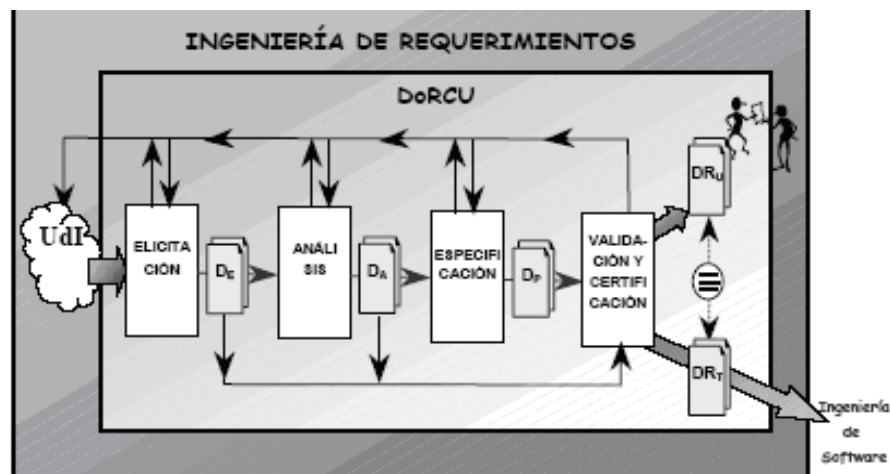 INGENIERÍA DE REQUERIMIENTOS
DoRCU
UdI
ELICITA
CIÓN
DE
ANÁLI
SIS
DA
ESPECIFI
CACIÓN
DP
VALIDA-
CIÓN Y
CERTIFI
CACIÓN
DRU
DRT
Ingeniería
de
Software